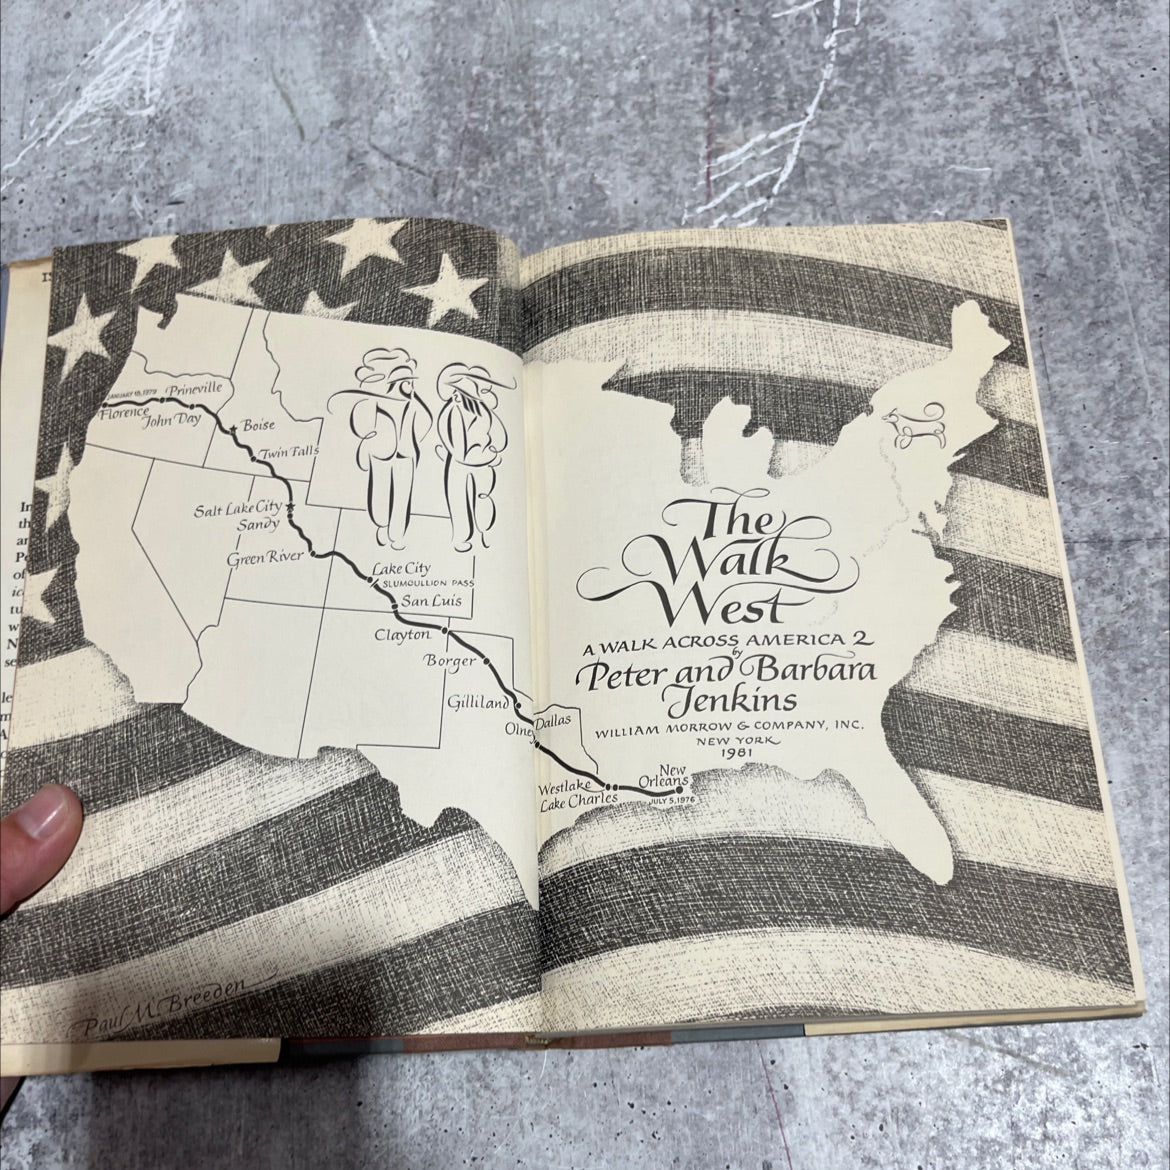 JANUARY 18, 1979
Prineville
Florence
John Day
Boise
Twin Falls
Salt Lake City
Sandy
Green River
Lake City
SLUMGULLION PASS
San Luis
Clayton
Borger
Gilliland
Olney
Paul M. Breeden
The
Walk
West
A WALK ACROSS AMERICA 2
by
Peter and Barbara
Jenkins
WILLIAM MORROW & COMPANY, INC.
NEW YORK
1981
Dallas
Westlake
Lake Charles
New
Orleans
JULY 5, 1976